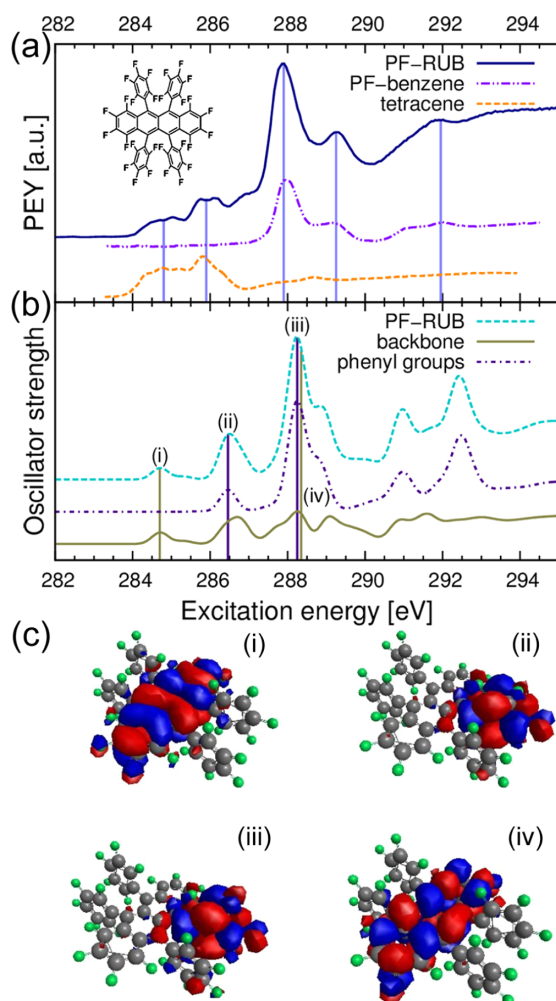 282 284 286 288 290 292 294
(a)
PF−RUB
PF−benzene
tetracene
F F F F F F F F F F F F F F F F F F F F F F F F F F F F
PEY [a.u.]
(b)
PF−RUB
backbone
phenyl groups
(i)
(ii)
(iii)
(iv)
Oscillator strength
282 284 286 288 290 292 294
Excitation energy [eV]
(c)
(i)
(ii)
(iii)
(iv)